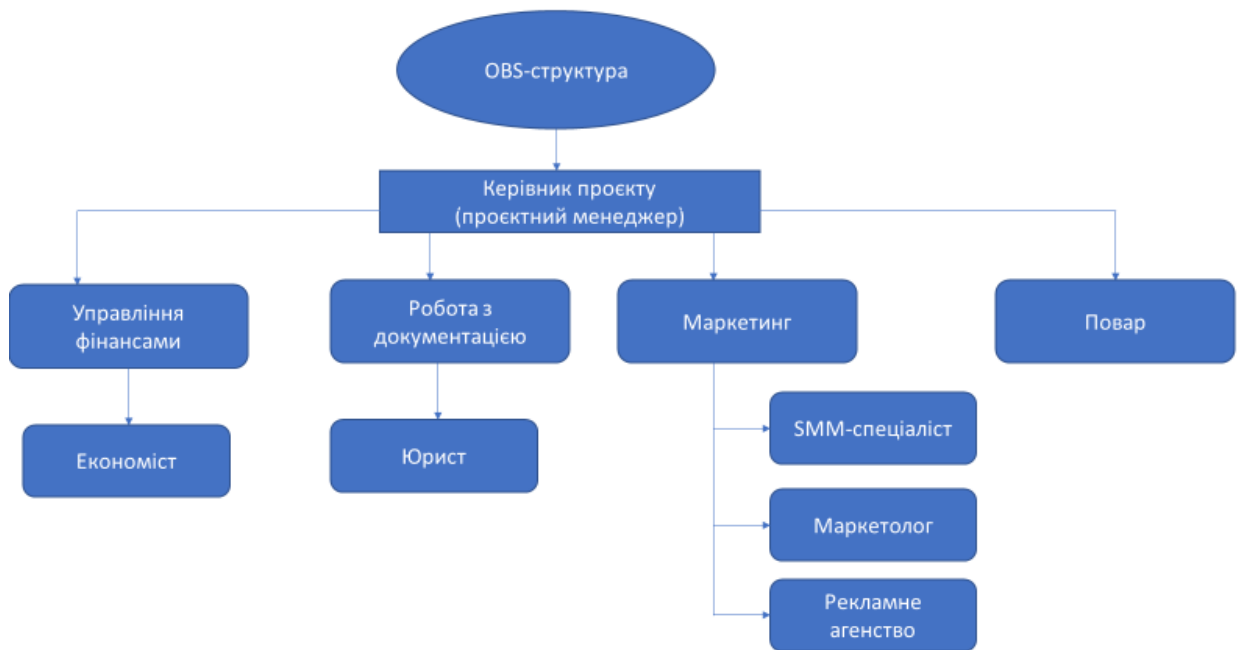 OBS-структура
Керівник проєкту
(проєктний менеджер)
Управління
фінансами
Робота з
документацією
Маркетинг
Повар
Економіст
Юрист
SMM-спеціаліст
Маркетолог
Рекламне
агенство